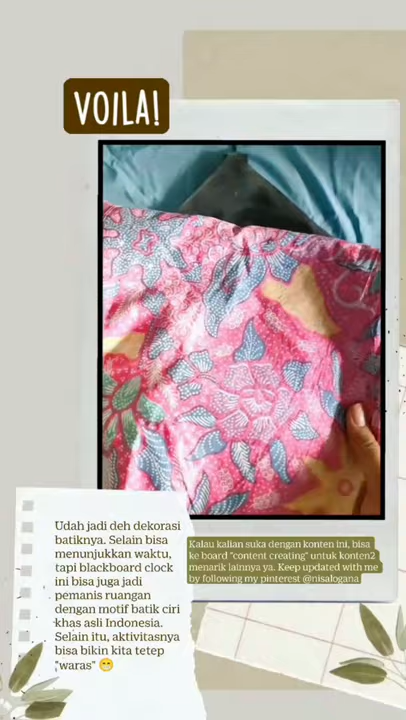 VOILA!
Udah jadi deh dekorasi
batiknya. Selain bisa
menunjukkan waktu,
tapi blackboard clock
ini bisa juga jadi
pemanis ruangan
dengan motif batik ciri
khas asli Indonesia.
Selain itu, aktivitasnya
bisa bikin kita tetep
"waras" 😁
Kalau kalian suka dengan konten ini, bisa
ke board "content creating" untuk konten2
menarik lainnya ya. Keep updated with me
by following my pinterest @nisalogana